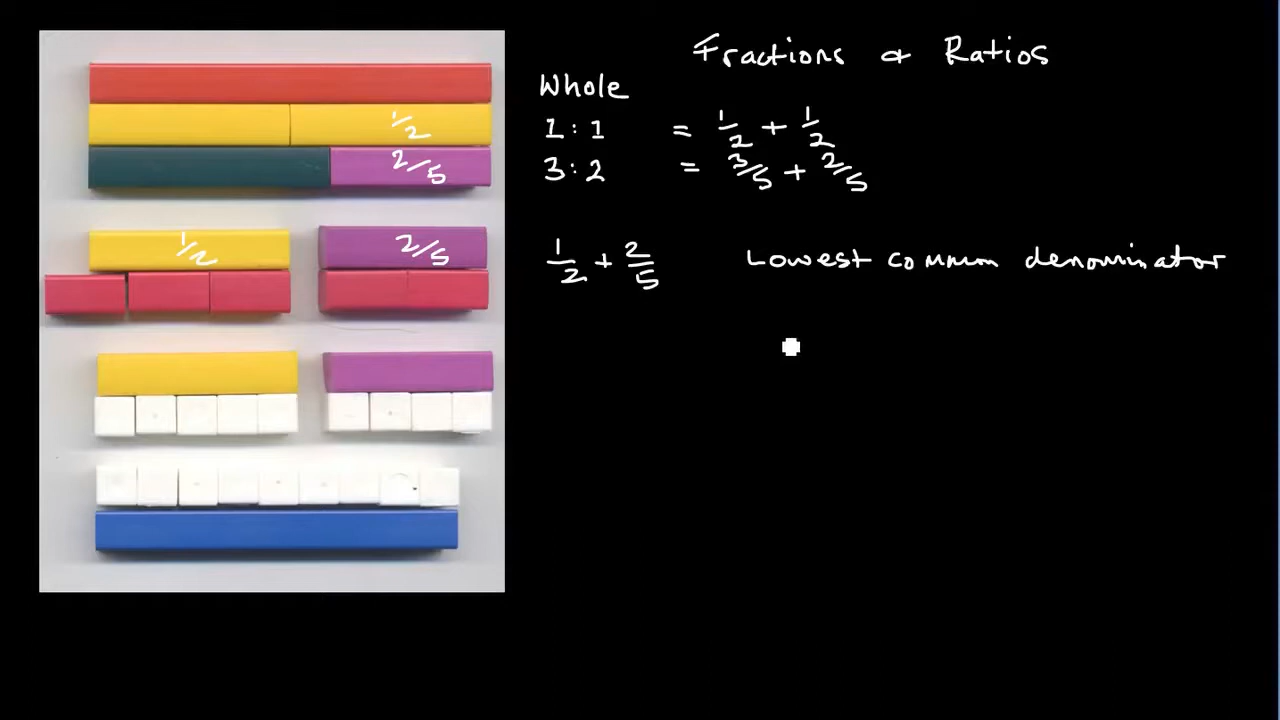 Fractions & Ratios
Whole
1:1 = 1/2 + 1/2
3:2 = 3/5 + 2/5
1/2 + 2/5 Lowest common denominator
1/2
2/5
1/2 2/5